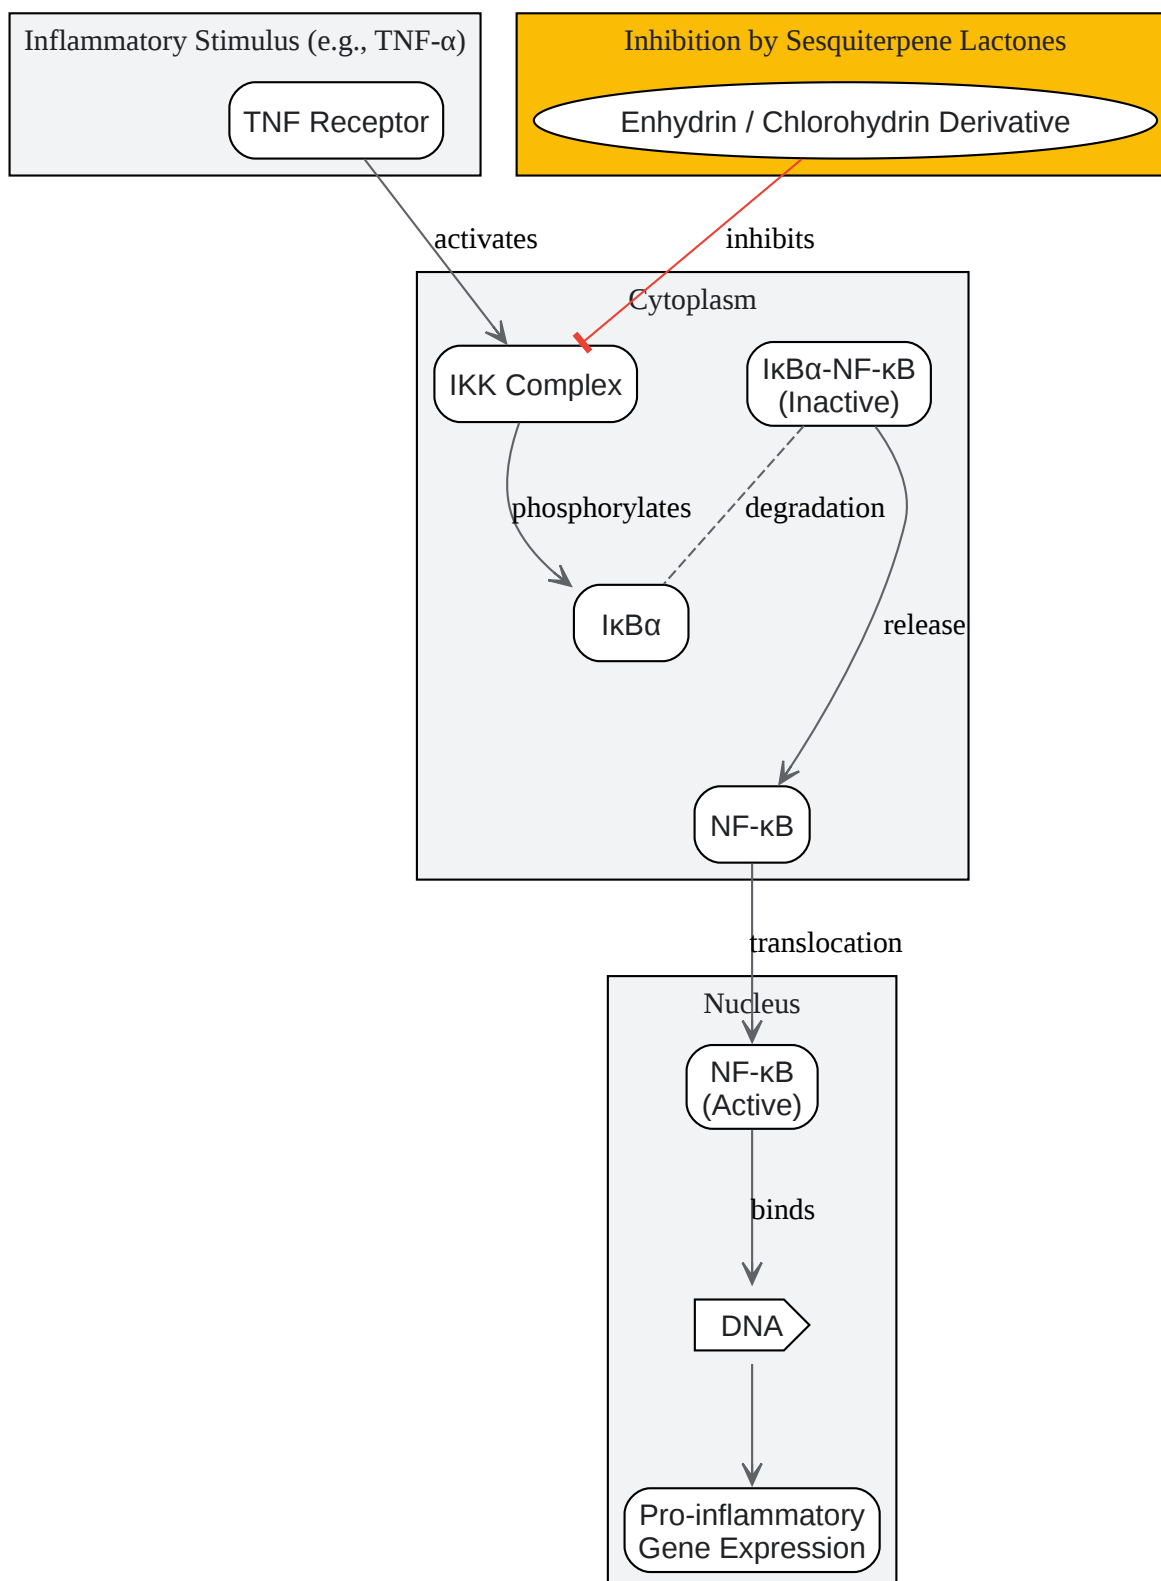 Inflammatory Stimulus (e.g., TNF-α)
Inhibition by Sesquiterpene Lactones
TNF Receptor
Enhydrin / Chlorohydrin Derivative
activates
inhibits
Cytoplasm
IKK Complex
IκBα-NF-κB
(Inactive)
phosphorylates
degradation
IκBα
release
NF-κB
translocation
Nucleus
NF-κB
(Active)
binds
DNA
Pro-inflammatory
Gene Expression